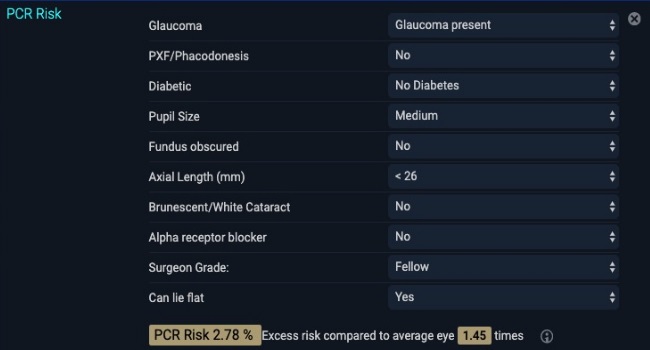 PCR Risk
Glaucoma Glaucoma present
PXF/Phacodonesis No
Diabetic No Diabetes
Pupil Size Medium
Fundus obscured No
Axial Length (mm) < 26
Brunescent/White Cataract No
Alpha receptor blocker No
Surgeon Grade: Fellow
Can lie flat Yes
PCR Risk 2.78 % Excess risk compared to average eye 1.45 times